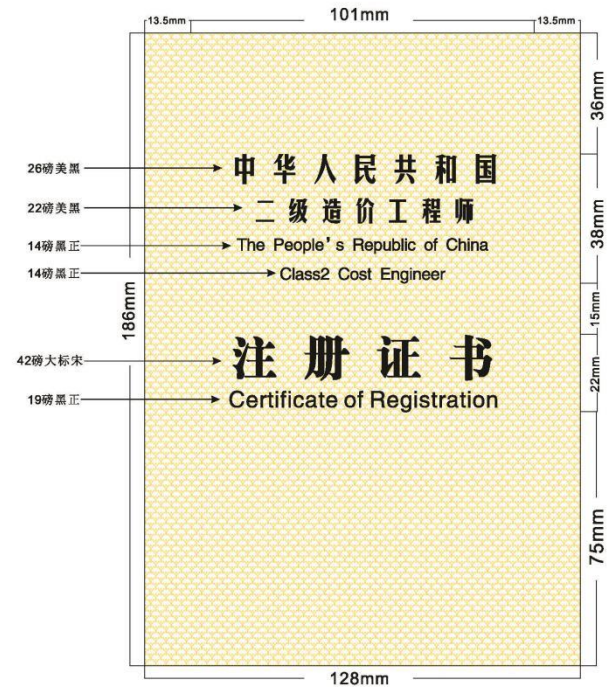 13.5mm 101mm 13.5mm
36mm
26磅美黑 中华人民共和国
22磅美黑 二级造价工程师
14磅黑正 The People's Republic of China
38mm
14磅黑正 Class2 Cost Engineer
186mm
15mm
42磅大标宋 注册证书
22mm
19磅黑正 Certificate of Registration
75mm
128mm